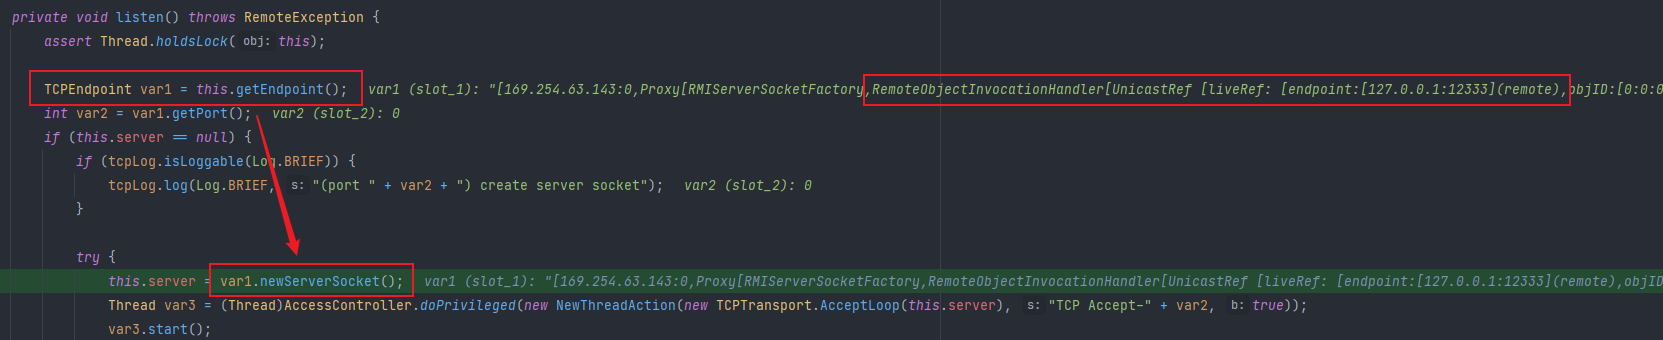 private void listen() throws RemoteException {
assert Thread.holdsLock( obj: this);
TCPEndpoint var1 = this.getEndpoint(); var1 (slot_1): "[169.254.63.143:0,Proxy[RMIServerSocketFactory,RemoteObjectInvocationHandler[UnicastRef [liveRef: [endpoint:[127.0.0.1:12333](remote),objID:[0:0:0
int var2 = var1.getPort(); var2 (slot_2): 0
if (this.server == null) {
if (tcpLog.isLoggable(Log.BRIEF)) {
tcpLog.log(Log.BRIEF, s: "(port " + var2 + ") create server socket"); var2 (slot_2): 0
}
try {
this.server = var1.newServerSocket(); var1 (slot_1): "[169.254.63.143:0,Proxy[RMIServerSocketFactory,RemoteObjectInvocationHandler[UnicastRef [liveRef: [endpoint:[127.0.0.1:12333](remote),objID
Thread var3 = (Thread)AccessController.doPrivileged(new NewThreadAction(new TCPTransport.AcceptLoop(this.server), s: "TCP Accept-" + var2, b: true));
var3.start();